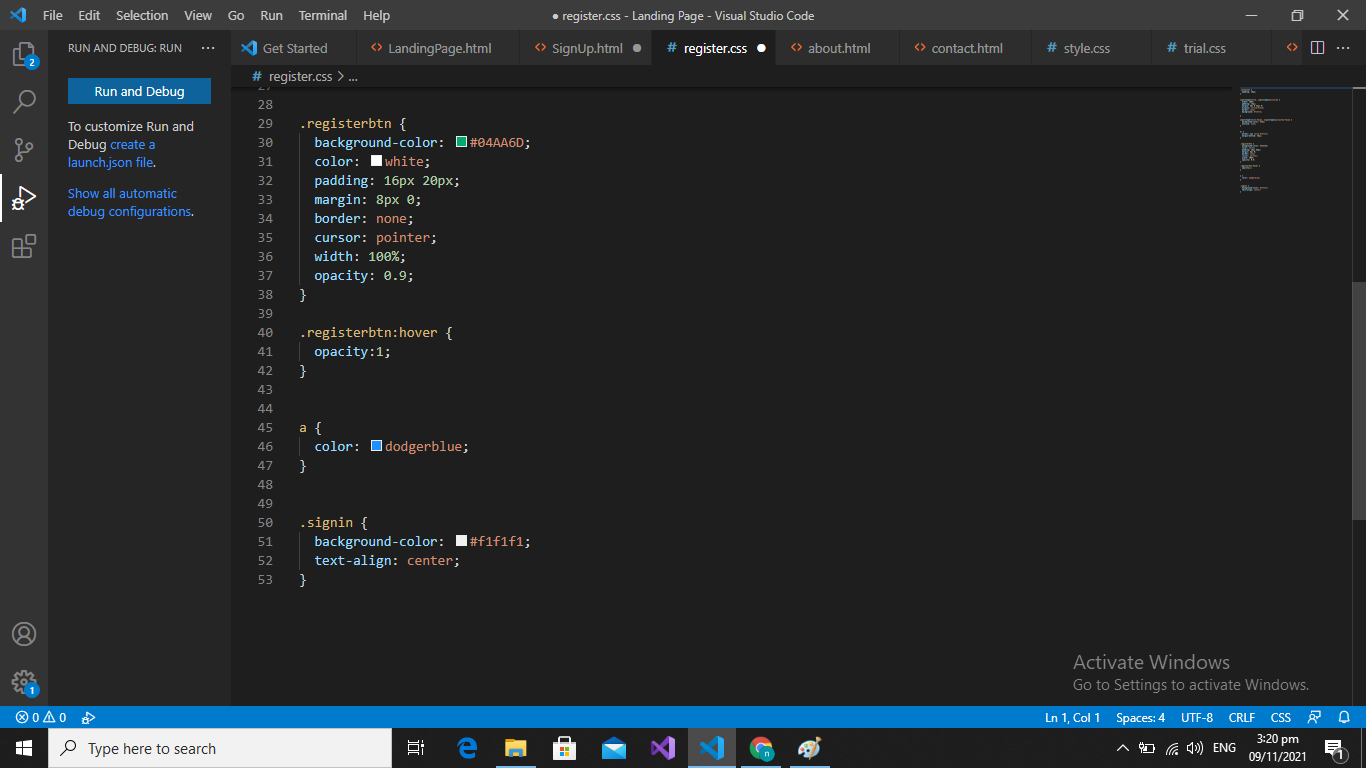 File Edit Selection View Go Run Terminal Help
● register.css - Landing Page - Visual Studio Code
RUN AND DEBUG: RUN ···
Get Started
LandingPage.html
SignUp.html
register.css
about.html
contact.html
style.css
trial.css
# register.css > ...
2
Run and Debug
To customize Run and
Debug create a
launch.json file.
Show all automatic
debug configurations.
27
28
29 .registerbtn {
30 background-color: #04AA6D;
31 color: white;
32 padding: 16px 20px;
33 margin: 8px 0;
34 border: none;
35 cursor: pointer;
36 width: 100%;
37 opacity: 0.9;
38 }
39
40 .registerbtn:hover {
41 opacity:1;
42 }
43
44
45 a {
46 color: dodgerblue;
47 }
48
49
50 .signin {
51 background-color: #f1f1f1;
52 text-align: center;
53 }
Activate Windows
Go to Settings to activate Windows.
1
0 0
Ln 1, Col 1 Spaces: 4 UTF-8 CRLF CSS
Type here to search
n
ENG
3:20 pm
09/11/2021
1